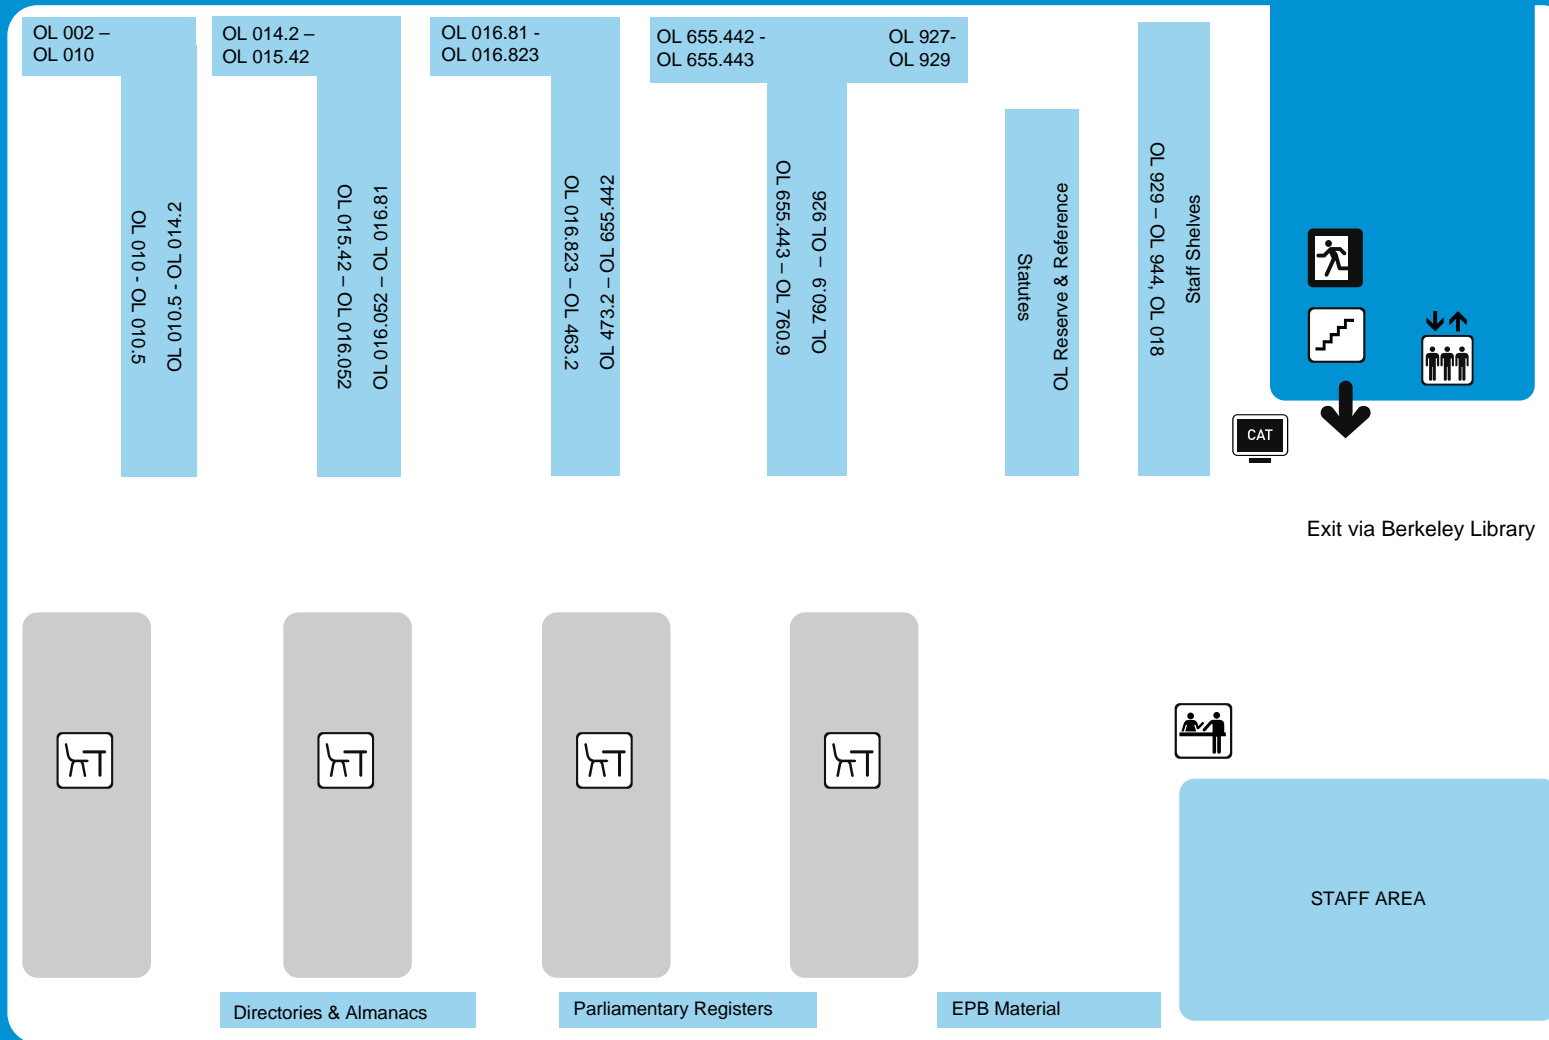 OL 002 –
OL 010
OL 014.2 –
OL 015.42
OL 016.81 -
OL 016.823
OL 655.442 -
OL 655.443
OL 927-
OL 929
OL 010 - OL 010.5
OL 010.5 - OL 014.2
OL 015.42 – OL 016.052
OL 016.052 – OL 016.81
OL 016.823 – OL 463.2
OL 473.2 – OL 655.442
OL 655.443 – OL 760.9
OL 760.9 – OL 926
Statutes
OL Reserve & Reference
OL 929 – OL 944, OL 018
Staff Shelves
CAT
Exit via Berkeley Library
STAFF AREA
Directories & Almanacs
Parliamentary Registers
EPB Material